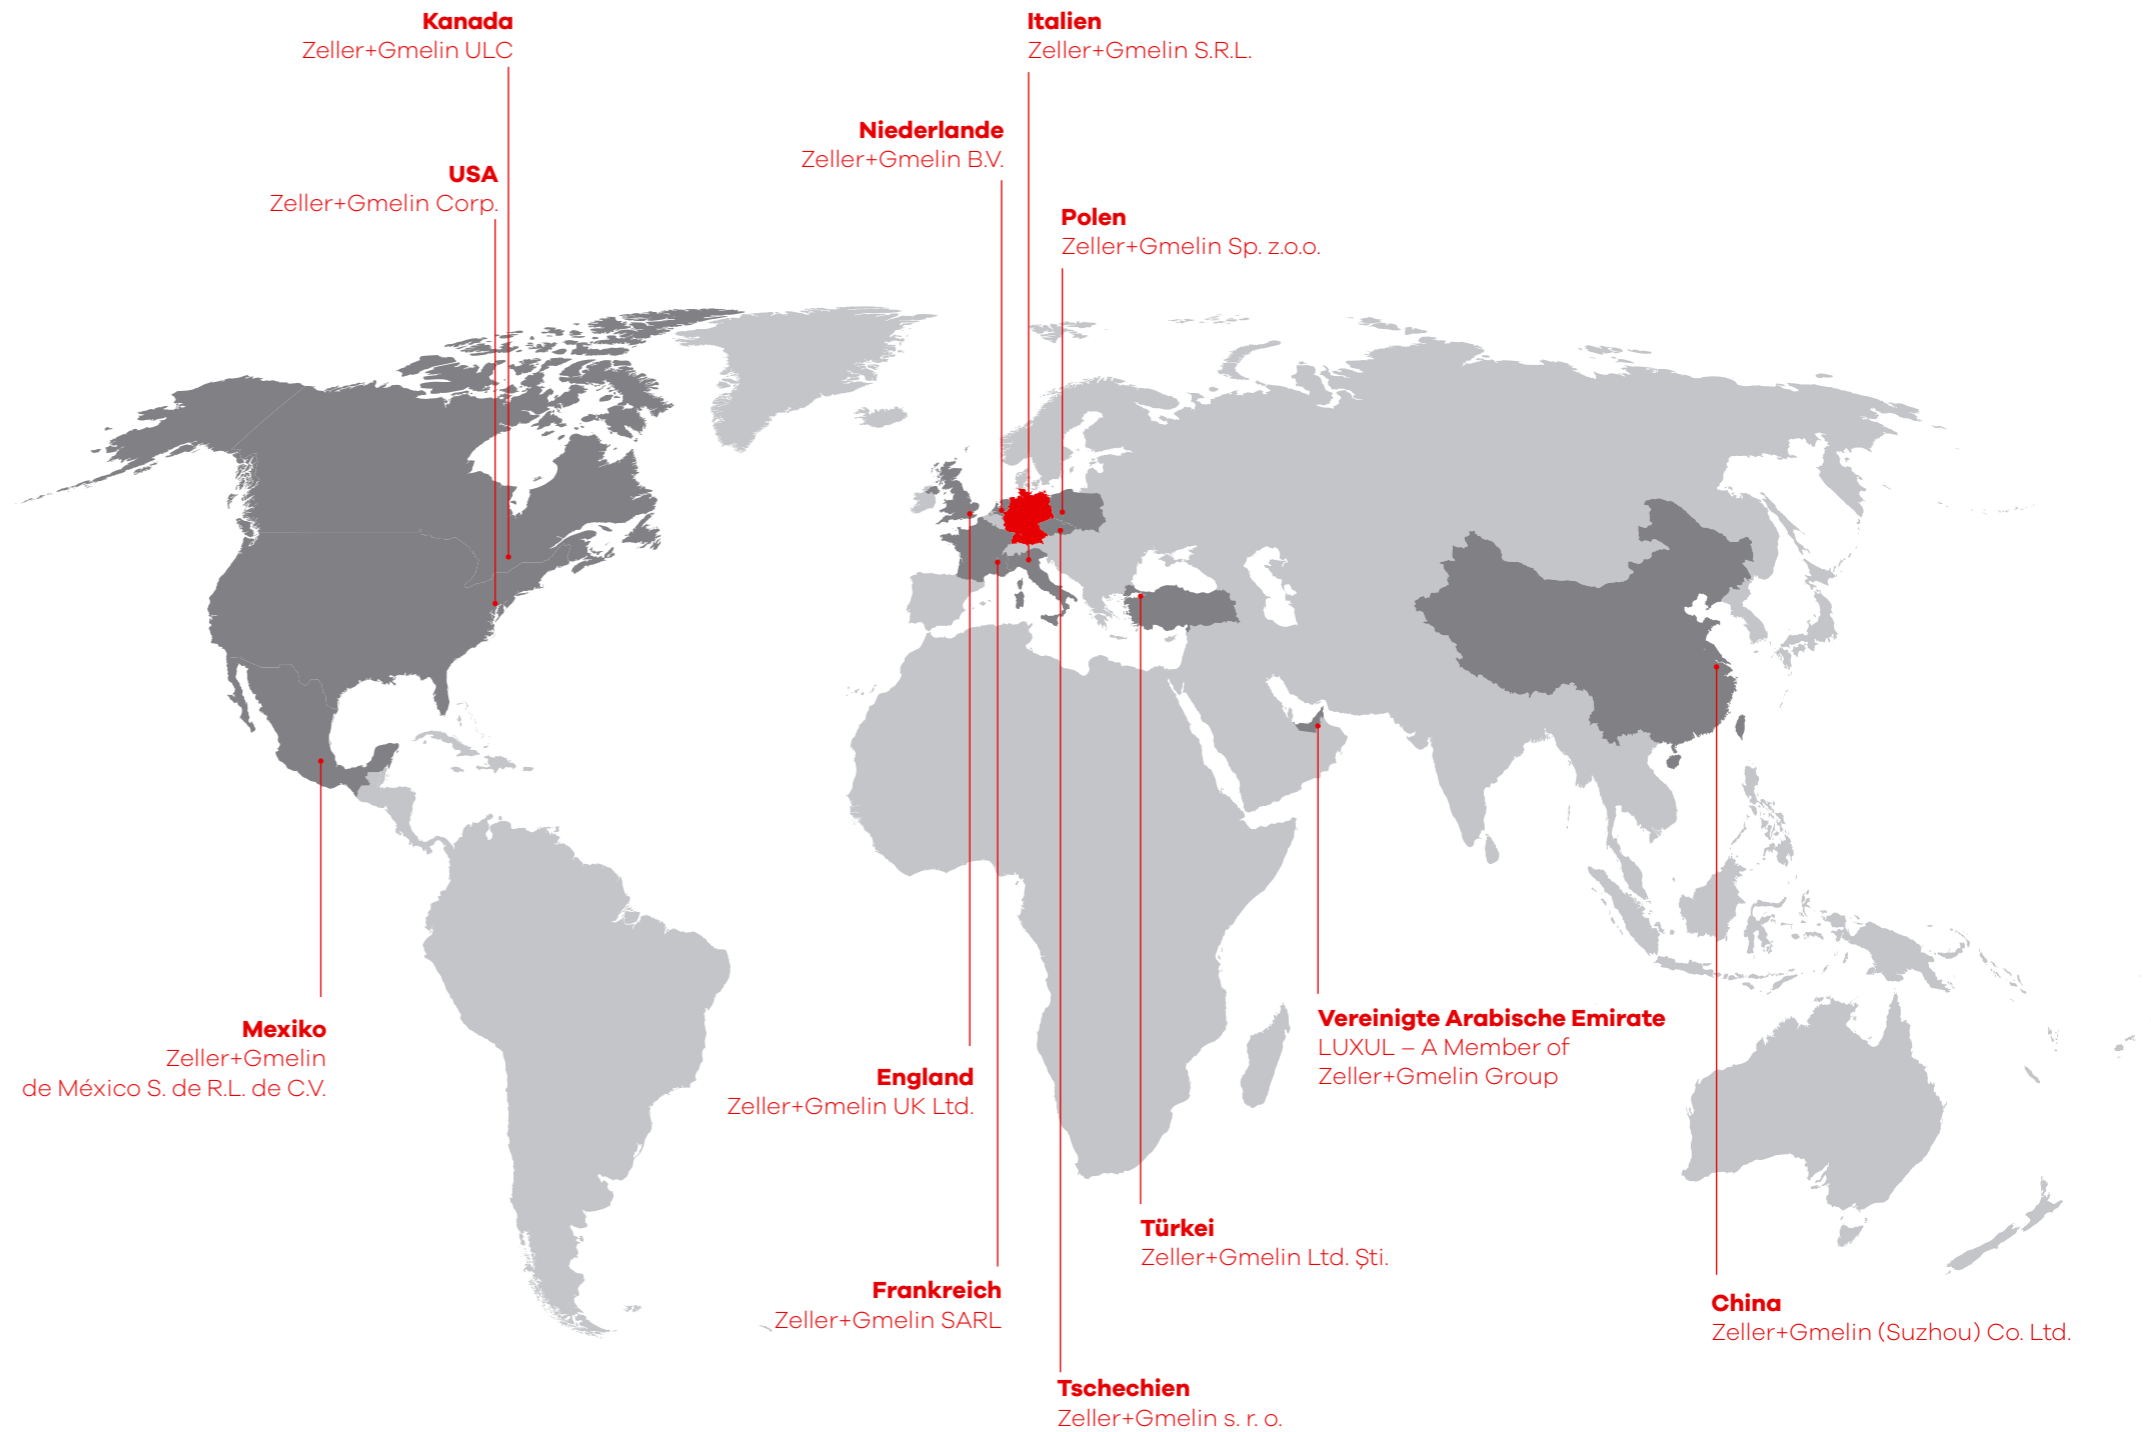 Kanada
Zeller+Gmelin ULC
Italien
Zeller+Gmelin S.R.L.
Niederlande
Zeller+Gmelin B.V.
USA
Zeller+Gmelin Corp.
Polen
Zeller+Gmelin Sp. z.o.o.
Mexiko
Zeller+Gmelin
de México S. de R.L. de C.V.
England
Zeller+Gmelin UK Ltd.
Vereinigte Arabische Emirate
LUXUL – A Member of
Zeller+Gmelin Group
Türkei
Zeller+Gmelin Ltd. Şti.
Frankreich
Zeller+Gmelin SARL
China
Zeller+Gmelin (Suzhou) Co. Ltd.
Tschechien
Zeller+Gmelin s. r. o.